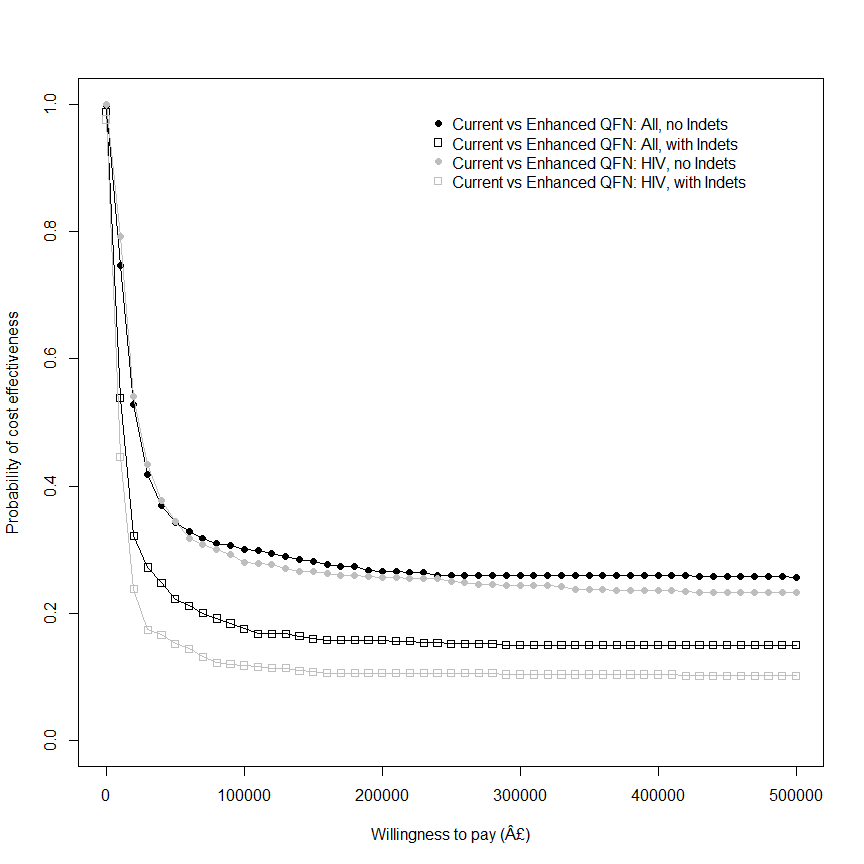 Current vs Enhanced QFN: All, no Indets
Current vs Enhanced QFN: All, with Indets
Current vs Enhanced QFN: HIV, no Indets
Current vs Enhanced QFN: HIV, with Indets
Probability of cost effectiveness
1.0
0.8
0.6
0.4
0.2
0.0
0 100000 200000 300000 400000 500000
Willingness to pay (Â£)